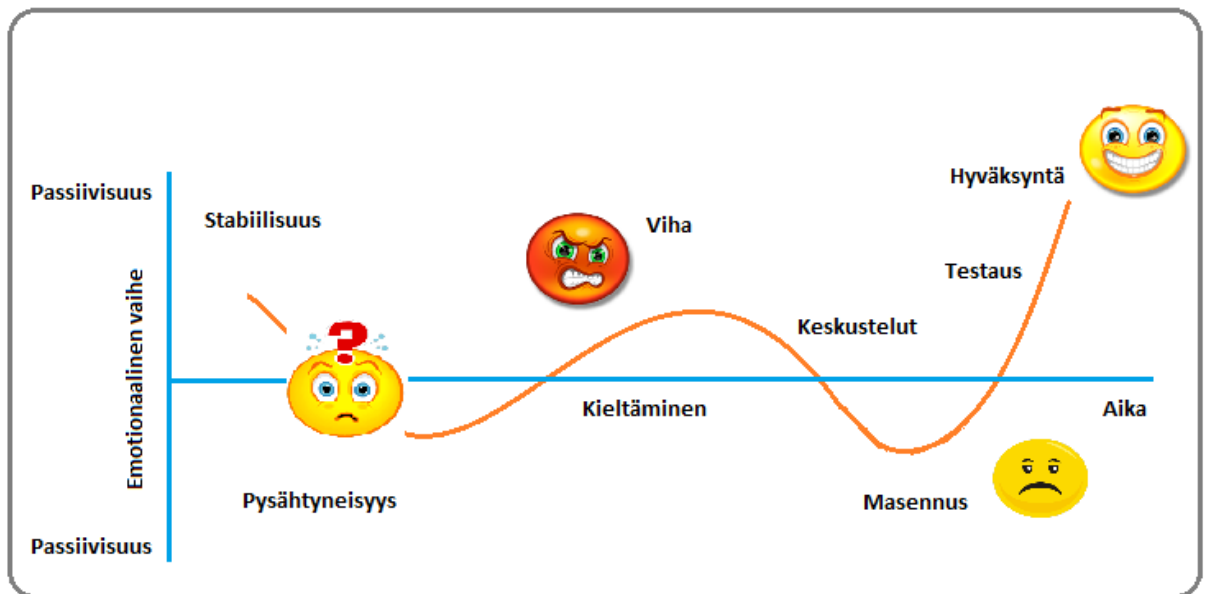 Passiivisuus
Stabiilisuus
Viha
Hyväksyntä
Testaus
Keskustelut
Emotionaalinen vaihe
?
Kieltäminen
Aika
Pysähtyneisyys
Masennus
Passiivisuus